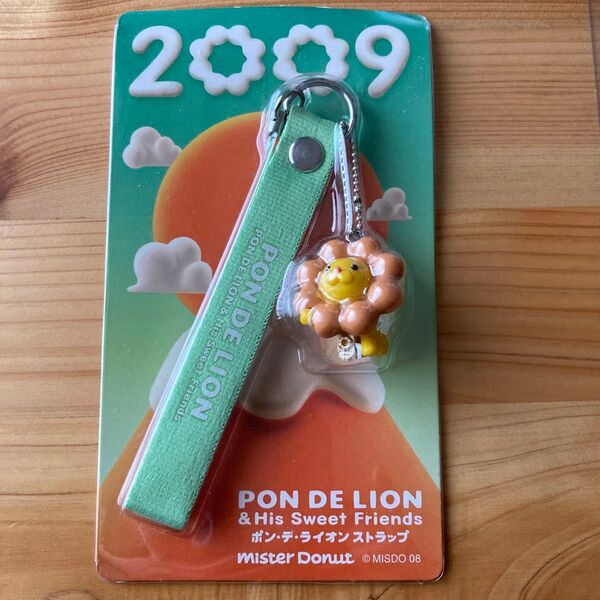 2009
PON DE LION
PON DE LION & His Sweet Friends
PON DE LION
& His Sweet Friends
ポン・デ・ライオン ストラップ
mister Donut © MISDO 08